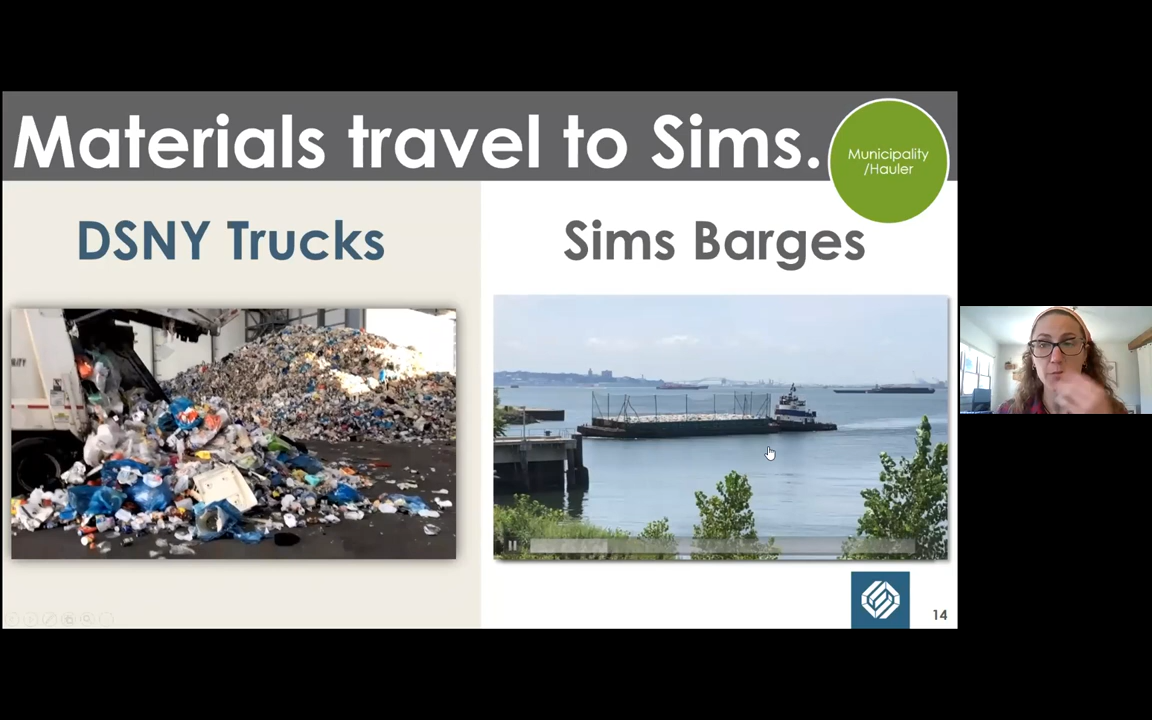 Materials travel to Sims.
Municipality
/Hauler
DSNY Trucks
Sims Barges
14